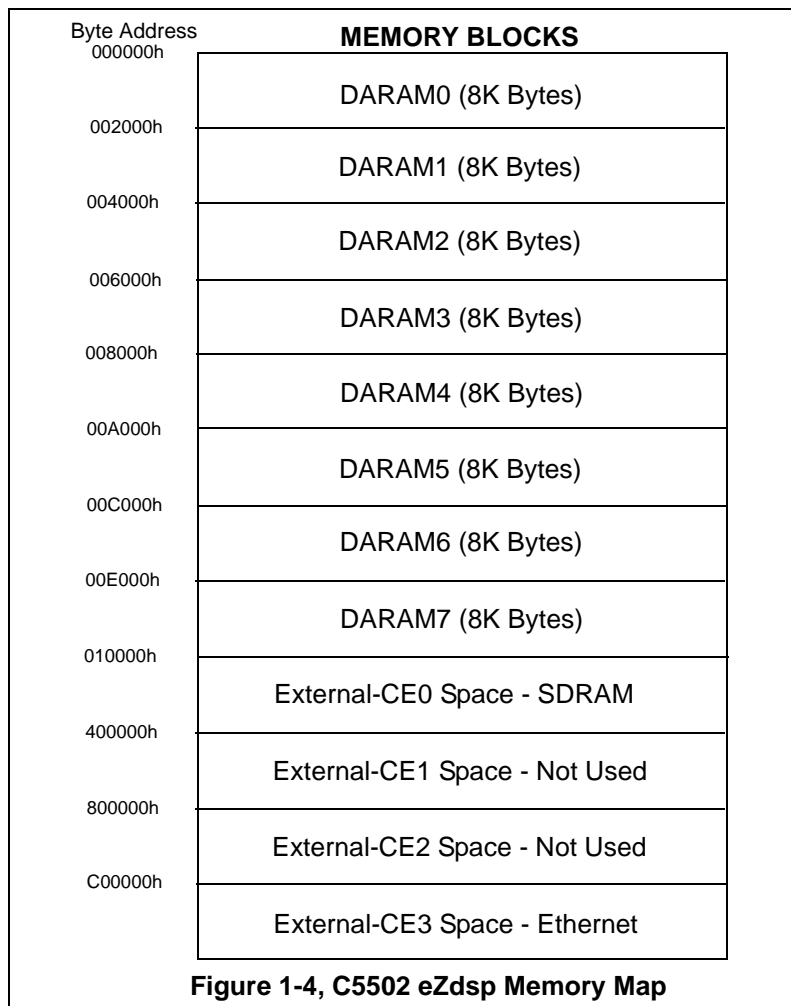 Byte Address
MEMORY BLOCKS
000000h
DARAM0 (8K Bytes)
002000h
DARAM1 (8K Bytes)
004000h
DARAM2 (8K Bytes)
006000h
DARAM3 (8K Bytes)
008000h
DARAM4 (8K Bytes)
00A000h
DARAM5 (8K Bytes)
00C000h
DARAM6 (8K Bytes)
00E000h
DARAM7 (8K Bytes)
010000h
External-CE0 Space - SDRAM
400000h
External-CE1 Space - Not Used
800000h
External-CE2 Space - Not Used
C00000h
External-CE3 Space - Ethernet
Figure 1-4, C5502 eZdsp Memory Map